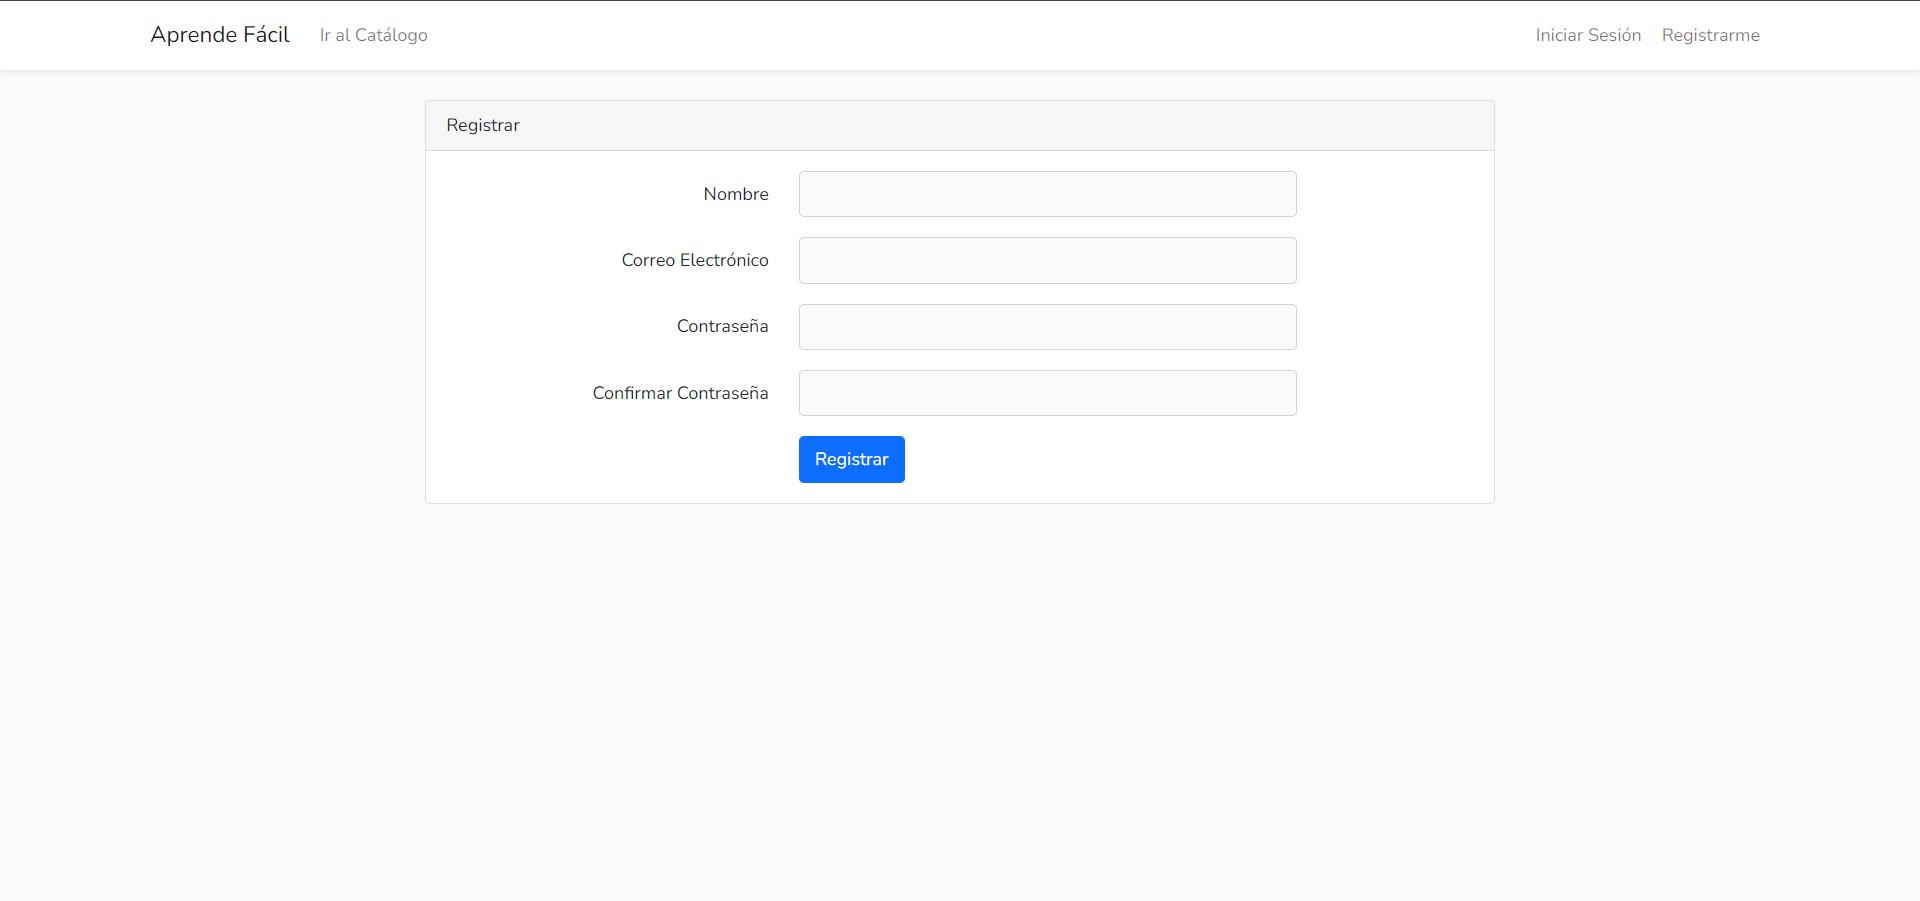 Aprende Fácil Ir al Catálogo Iniciar Sesión Registrarme
Registrar
Nombre
Correo Electrónico
Contraseña
Confirmar Contraseña
Registrar